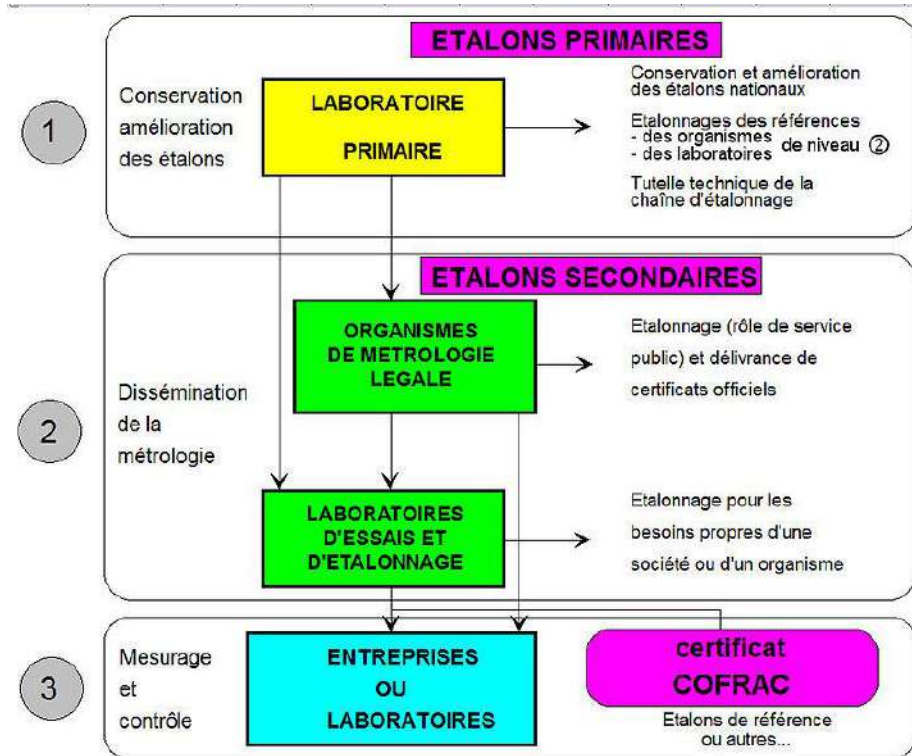 ETALONS PRIMAIRES
1
Conservation
amélioration
des étalons
LABORATOIRE
PRIMAIRE
Conservation et amélioration
des étalons nationaux
Etalonnages des références
- des organismes
- des laboratoires de niveau ②
Tutelle technique de la
chaîne d'étalonnage
ETALONS SECONDAIRES
2
Dissémination
de la
métrologie
ORGANISMES
DE METROLOGIE
LEGALE
Etalonnage (rôle de service
public) et délivrance de
certificats officiels
LABORATOIRES
D'ESSAIS ET
D'ETALONNAGE
Etalonnage pour les
besoins propres d'une
société ou d'un organisme
3
Mesurage
et
contrôle
ENTREPRISES
OU
LABORATOIRES
certificat
COFRAC
Etalons de référence
ou autres...